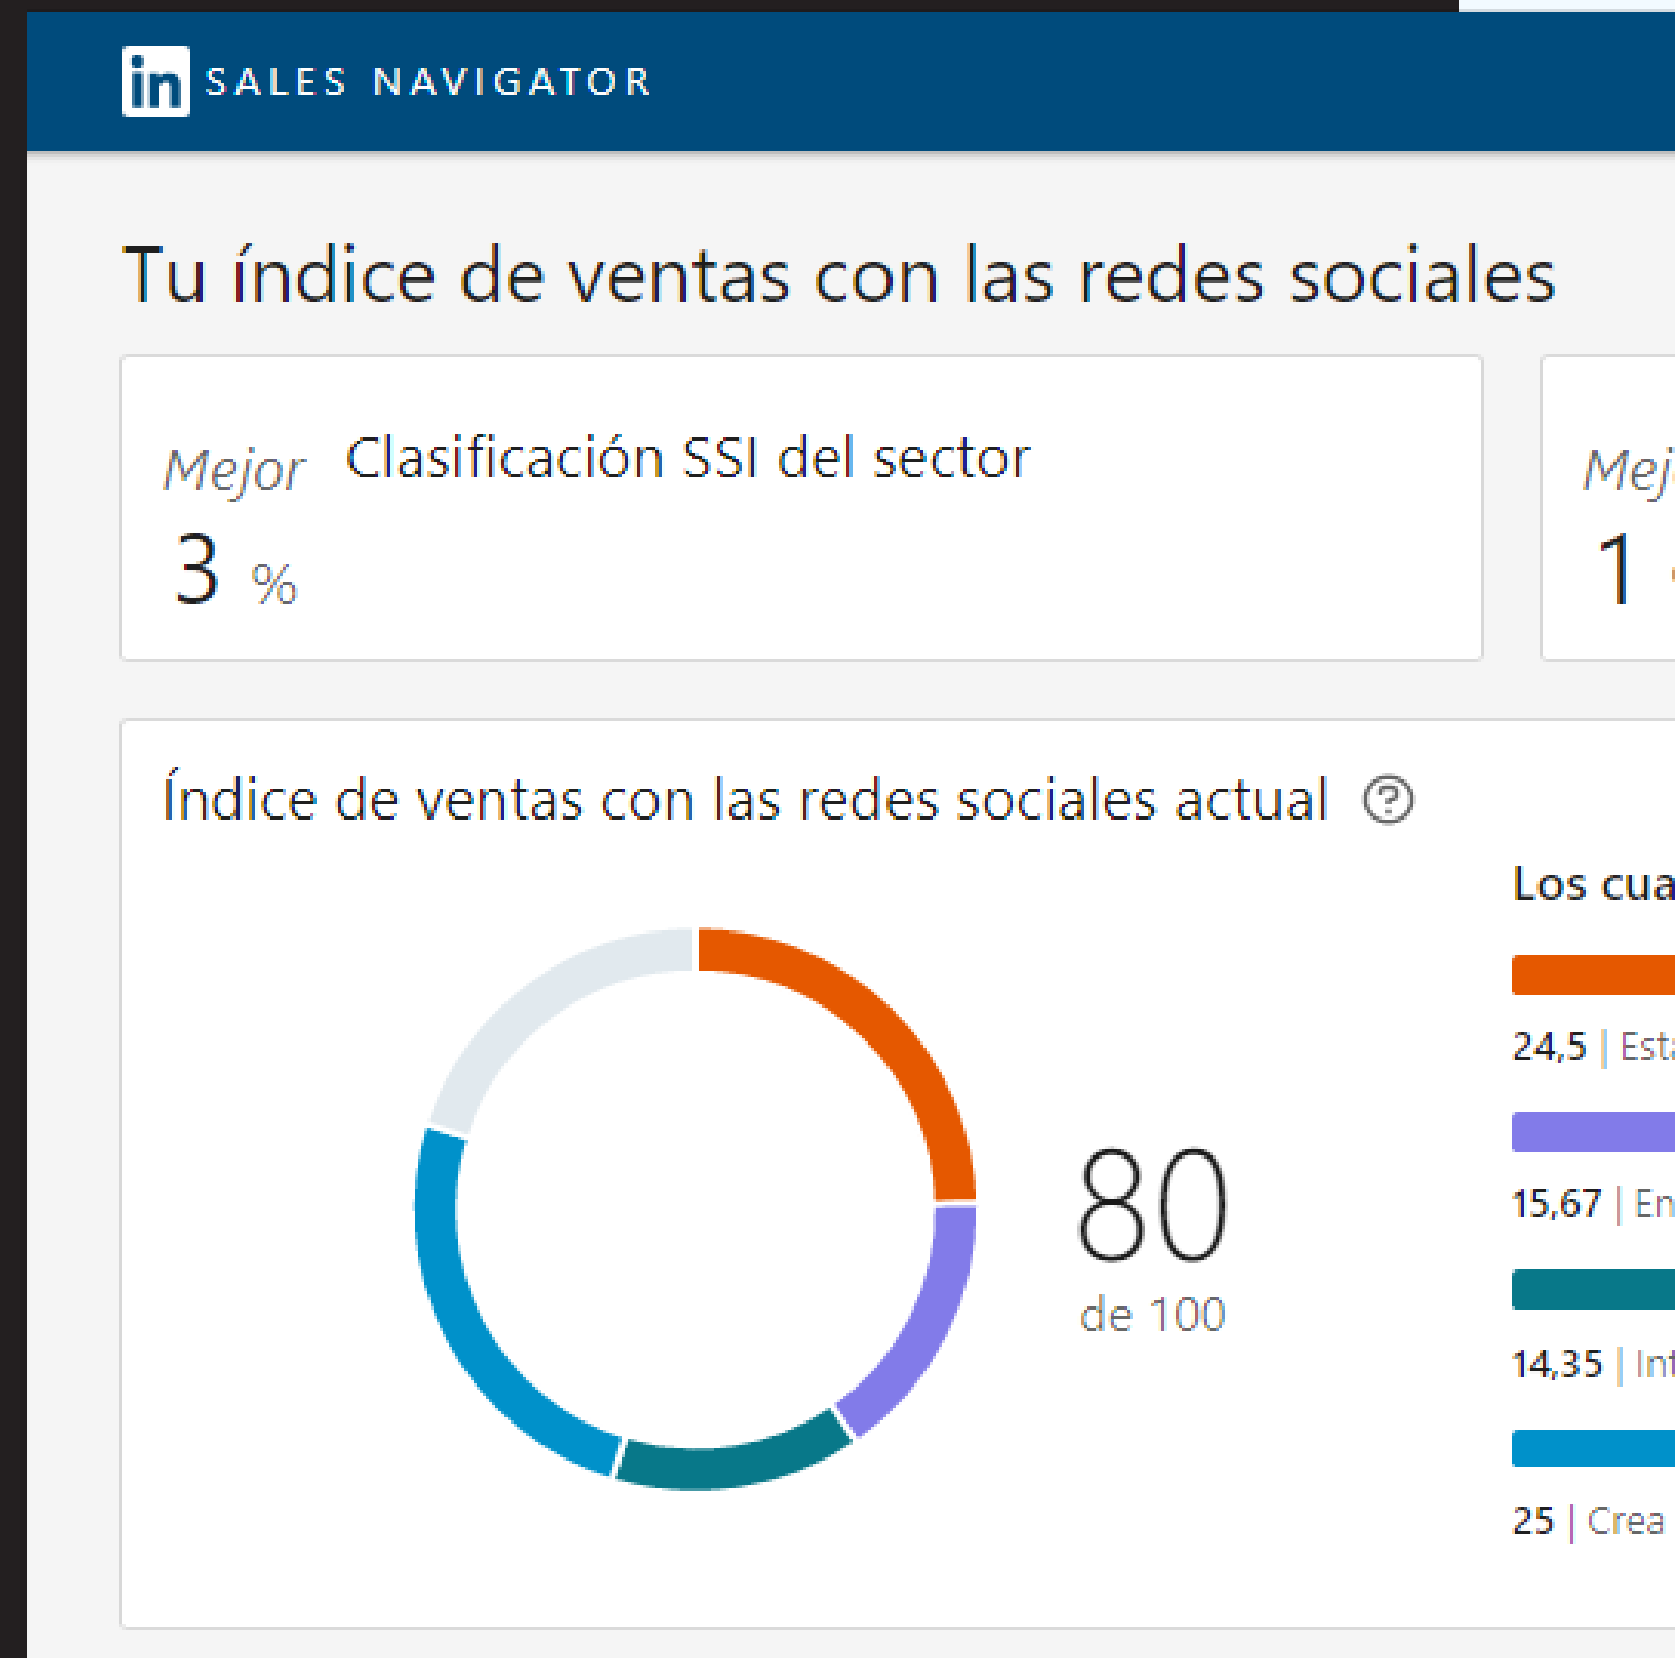 in SALES NAVIGATOR
Tu índice de ventas con las redes sociales
Mejor Clasificación SSI del sector
3 %
1
Índice de ventas con las redes sociales actual ?
Los
24,5 |
15,67 |
80
de 100
14,35 |
25 | Crea